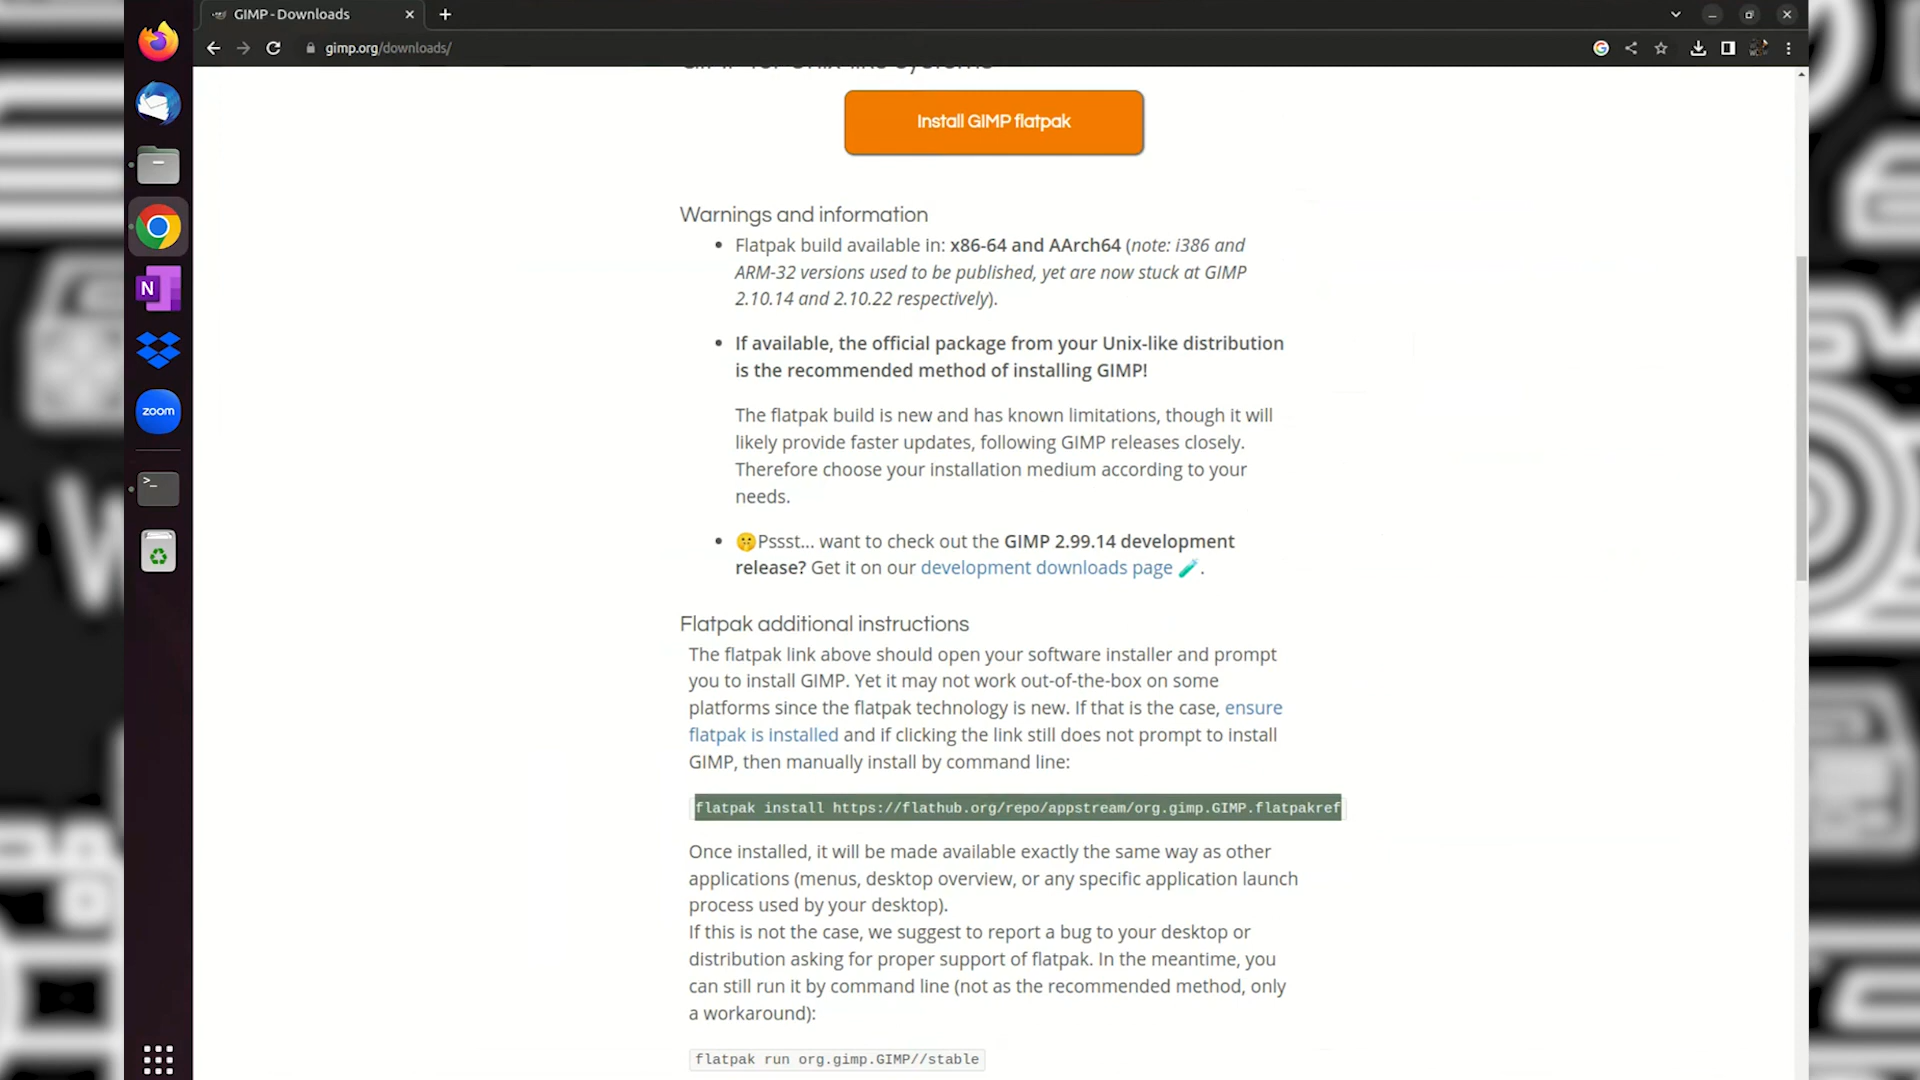 GIMP - Downloads
gimp.org/downloads/
GIMP for Unix-like systems
Install GIMP flatpak
Warnings and information
Flatpak build available in: x86-64 and AArch64 (note: i386 and
ARM-32 versions used to be published, yet are now stuck at GIMP
2.10.14 and 2.10.22 respectively).
If available, the official package from your Unix-like distribution
is the recommended method of installing GIMP!
The flatpak build is new and has known limitations, though it will
likely provide faster updates, following GIMP releases closely.
Therefore choose your installation medium according to your
needs.
🤫Pssst... want to check out the GIMP 2.99.14 development
release? Get it on our development downloads page 🧪.
Flatpak additional instructions
The flatpak link above should open your software installer and prompt
you to install GIMP. Yet it may not work out-of-the-box on some
platforms since the flatpak technology is new. If that is the case, ensure
flatpak is installed and if clicking the link still does not prompt to install
GIMP, then manually install by command line:
flatpak install https://flathub.org/repo/appstream/org.gimp.GIMP.flatpakref
Once installed, it will be made available exactly the same way as other
applications (menus, desktop overview, or any specific application launch
process used by your desktop).
If this is not the case, we suggest to report a bug to your desktop or
distribution asking for proper support of flatpak. In the meantime, you
can still run it by command line (not as the recommended method, only
a workaround):
flatpak run org.gimp.GIMP//stable
N
zoom
>_